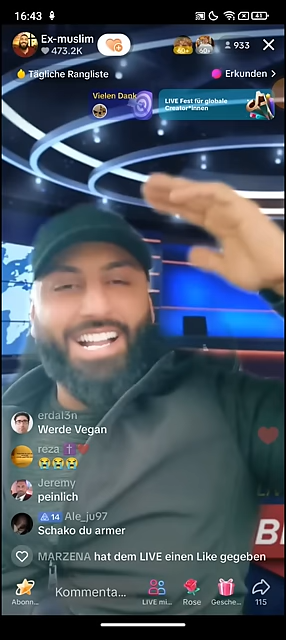 16:43
41
Ex-muslim
473.2K
933
Tägliche Rangliste
Erkunden
Vielen Dank
LIVE Fest für globale
Creator*innen
erdal3n
Werde Vegan
reza ✝️❤️
😭😭😭
Jeremy
peinlich
14 Ale_ju97
Schako du armer
MARZENA hat dem LIVE einen Like gegeben
B
Abonn...
Kommenta...
LIVE mi...
Rose
Gesche...
115